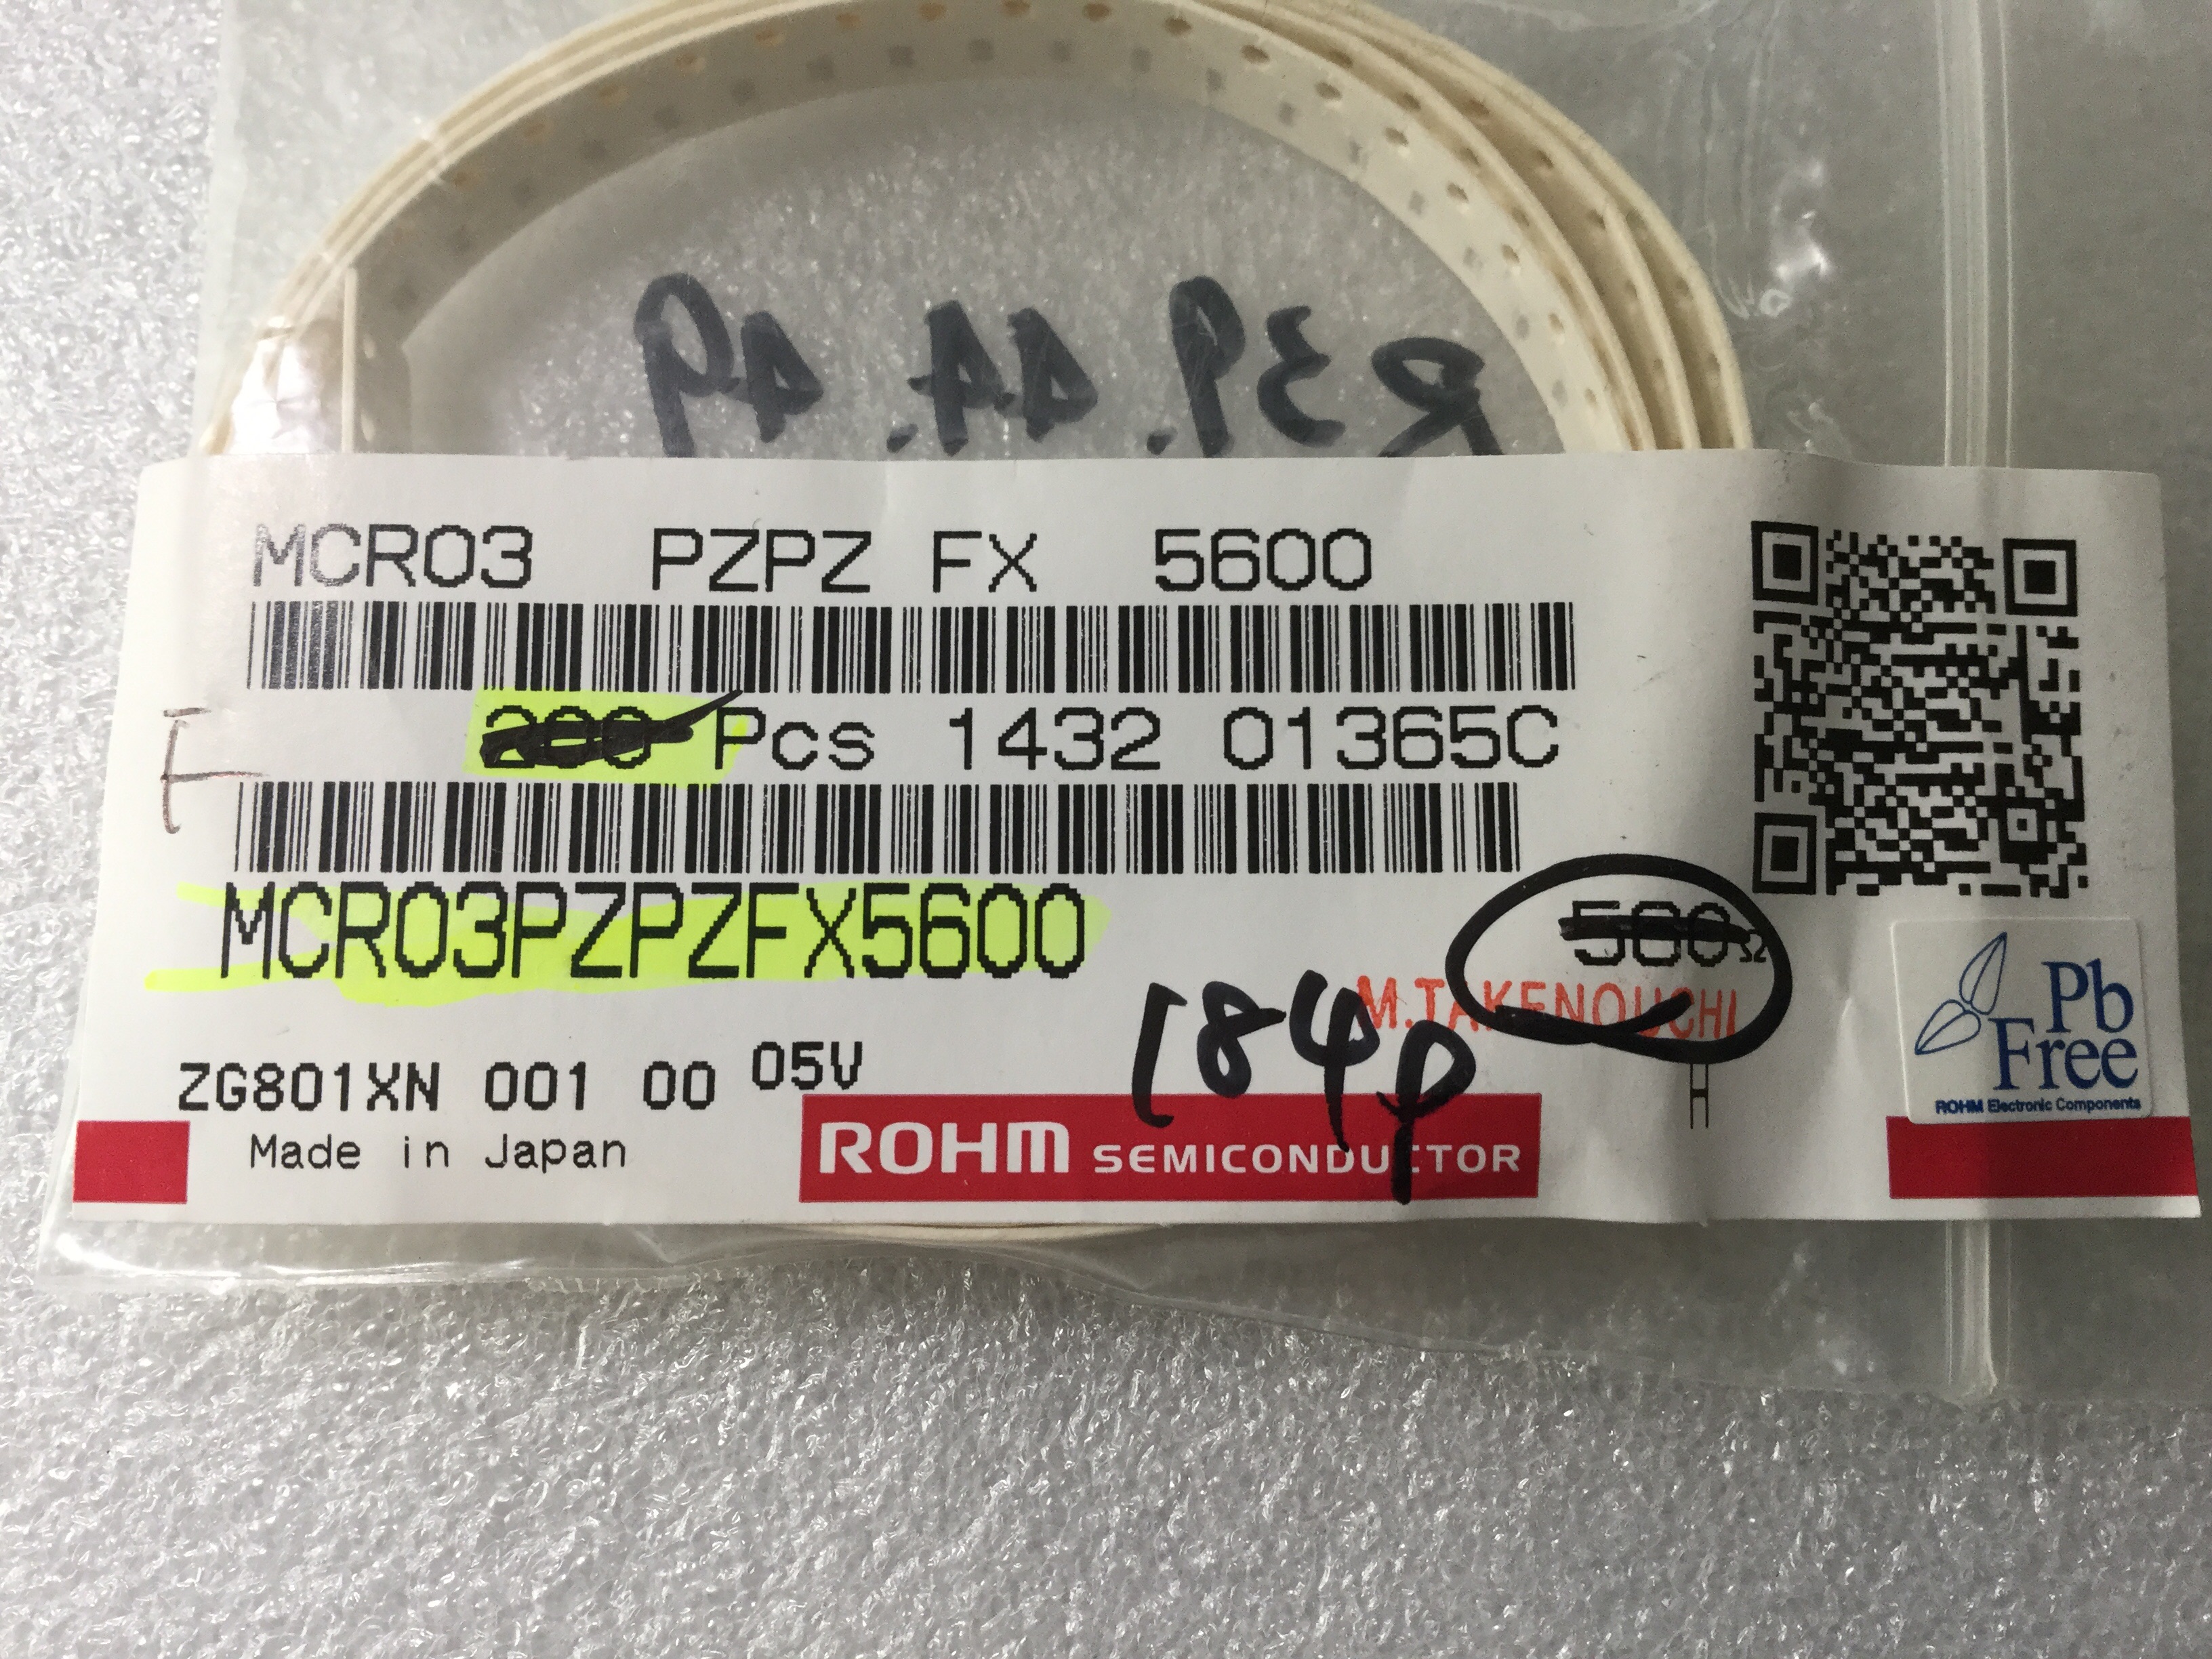 R39. 44. 49
MCR03 PZPZ FX 5600
F
200 Pcs 1432 01365C
MCR03PZPZFX5600
560Ω
M.TAKENOUCHI
184p
Pb
Free
ROHM Electronic Components
ZG801XN 001 00 05V
H
Made in Japan
ROHM SEMICONDUCTOR